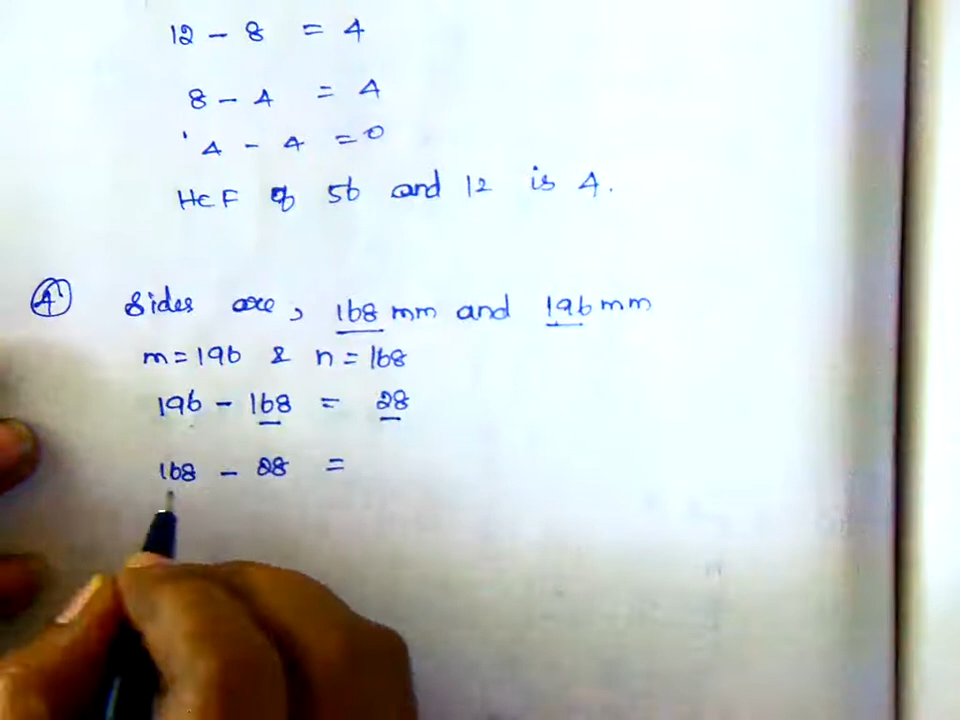 12 - 8 = 4
8 - 4 = 4
4 - 4 = 0
HCF of 56 and 12 is 4.
4 Sides are, 168 mm and 196 mm
m = 196 & n = 168
196 - 168 = 28
168 - 28 =